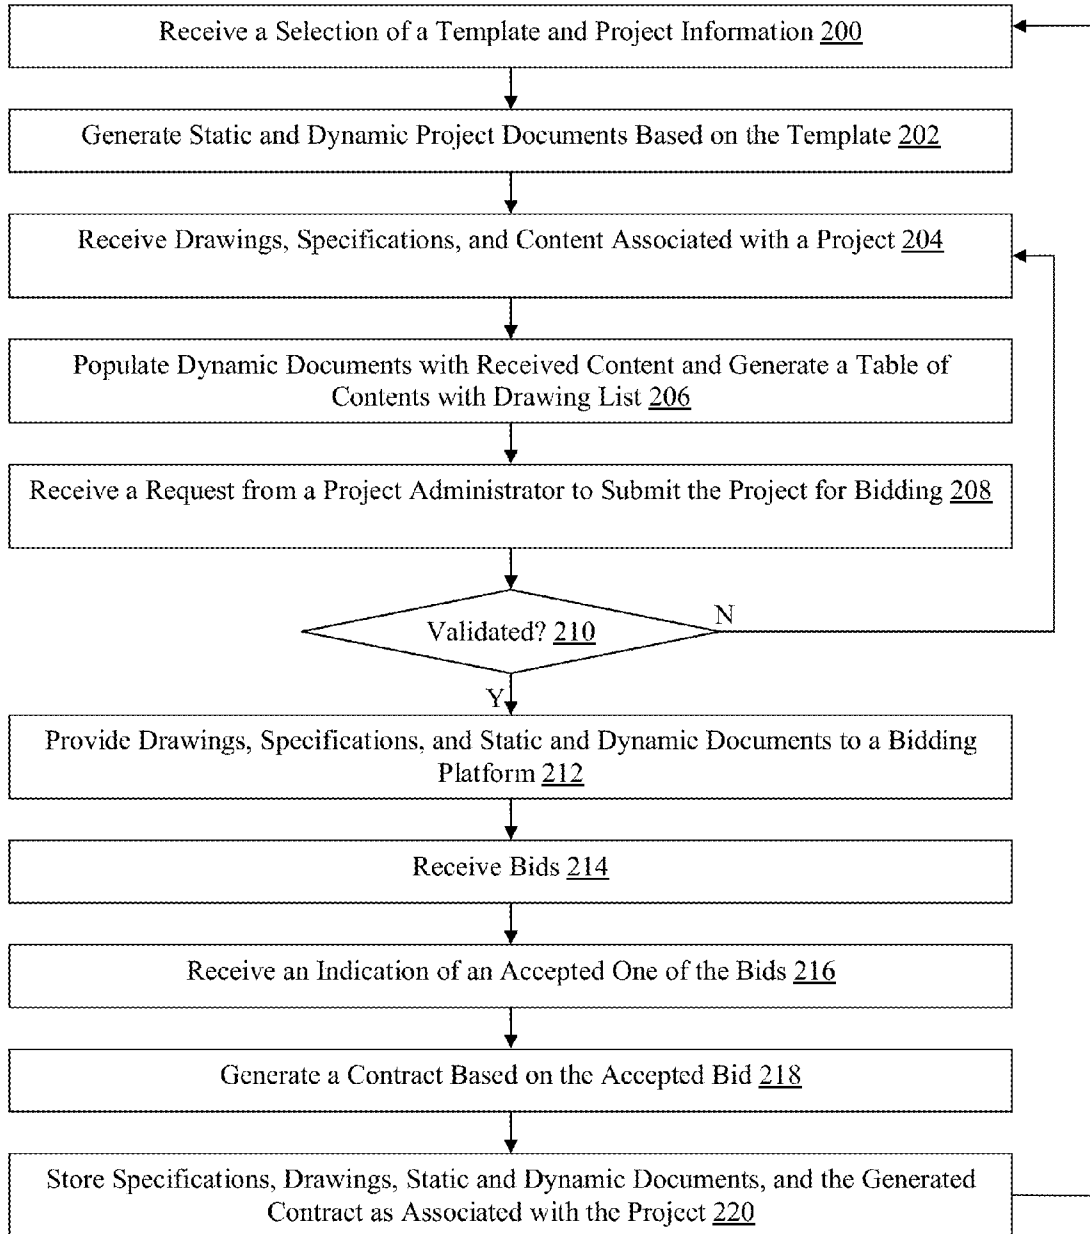 Receive a Selection of a Template and Project Information 200
Generate Static and Dynamic Project Documents Based on the Template 202
Receive Drawings, Specifications, and Content Associated with a Project 204
Populate Dynamic Documents with Received Content and Generate a Table of
Contents with Drawing List 206
Receive a Request from a Project Administrator to Submit the Project for Bidding 208
Validated? 210
N
Y
Provide Drawings, Specifications, and Static and Dynamic Documents to a Bidding
Platform 212
Receive Bids 214
Receive an Indication of an Accepted One of the Bids 216
Generate a Contract Based on the Accepted Bid 218
Store Specifications, Drawings, Static and Dynamic Documents, and the Generated
Contract as Associated with the Project 220